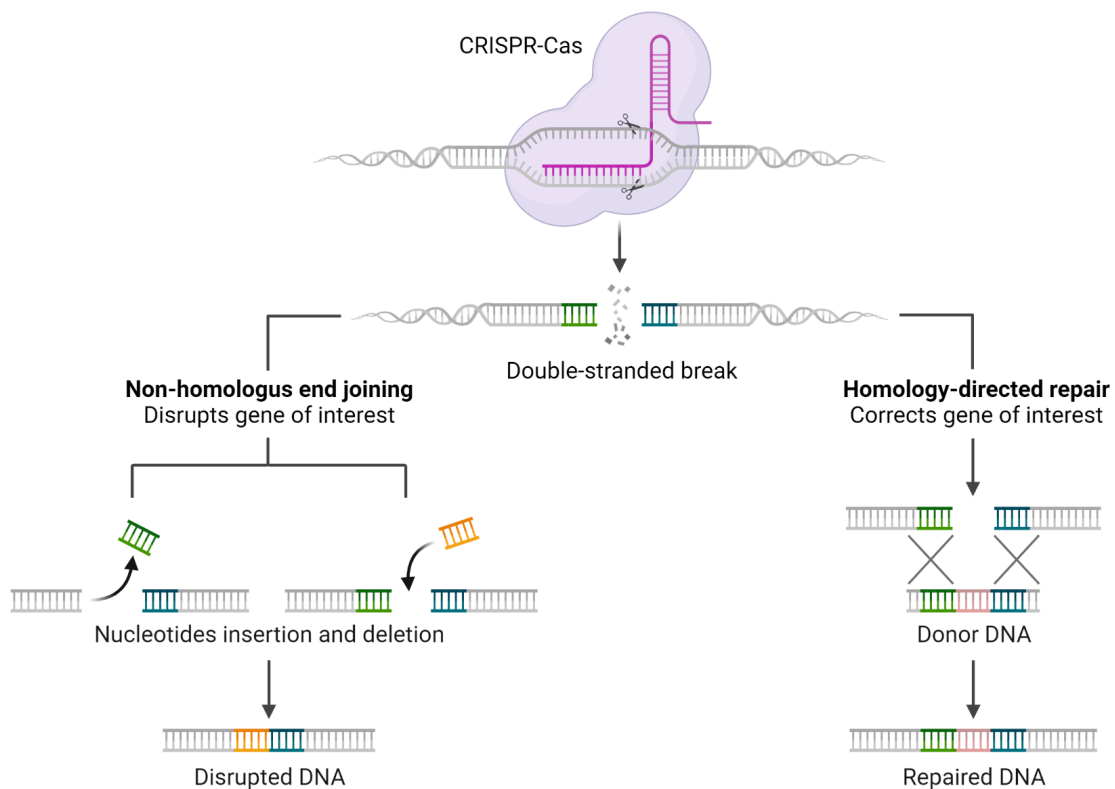 CRISPR-Cas
Double-stranded break
Non-homologus end joining
Disrupts gene of interest
Homology-directed repair
Corrects gene of interest
Nucleotides insertion and deletion
Donor DNA
Disrupted DNA
Repaired DNA